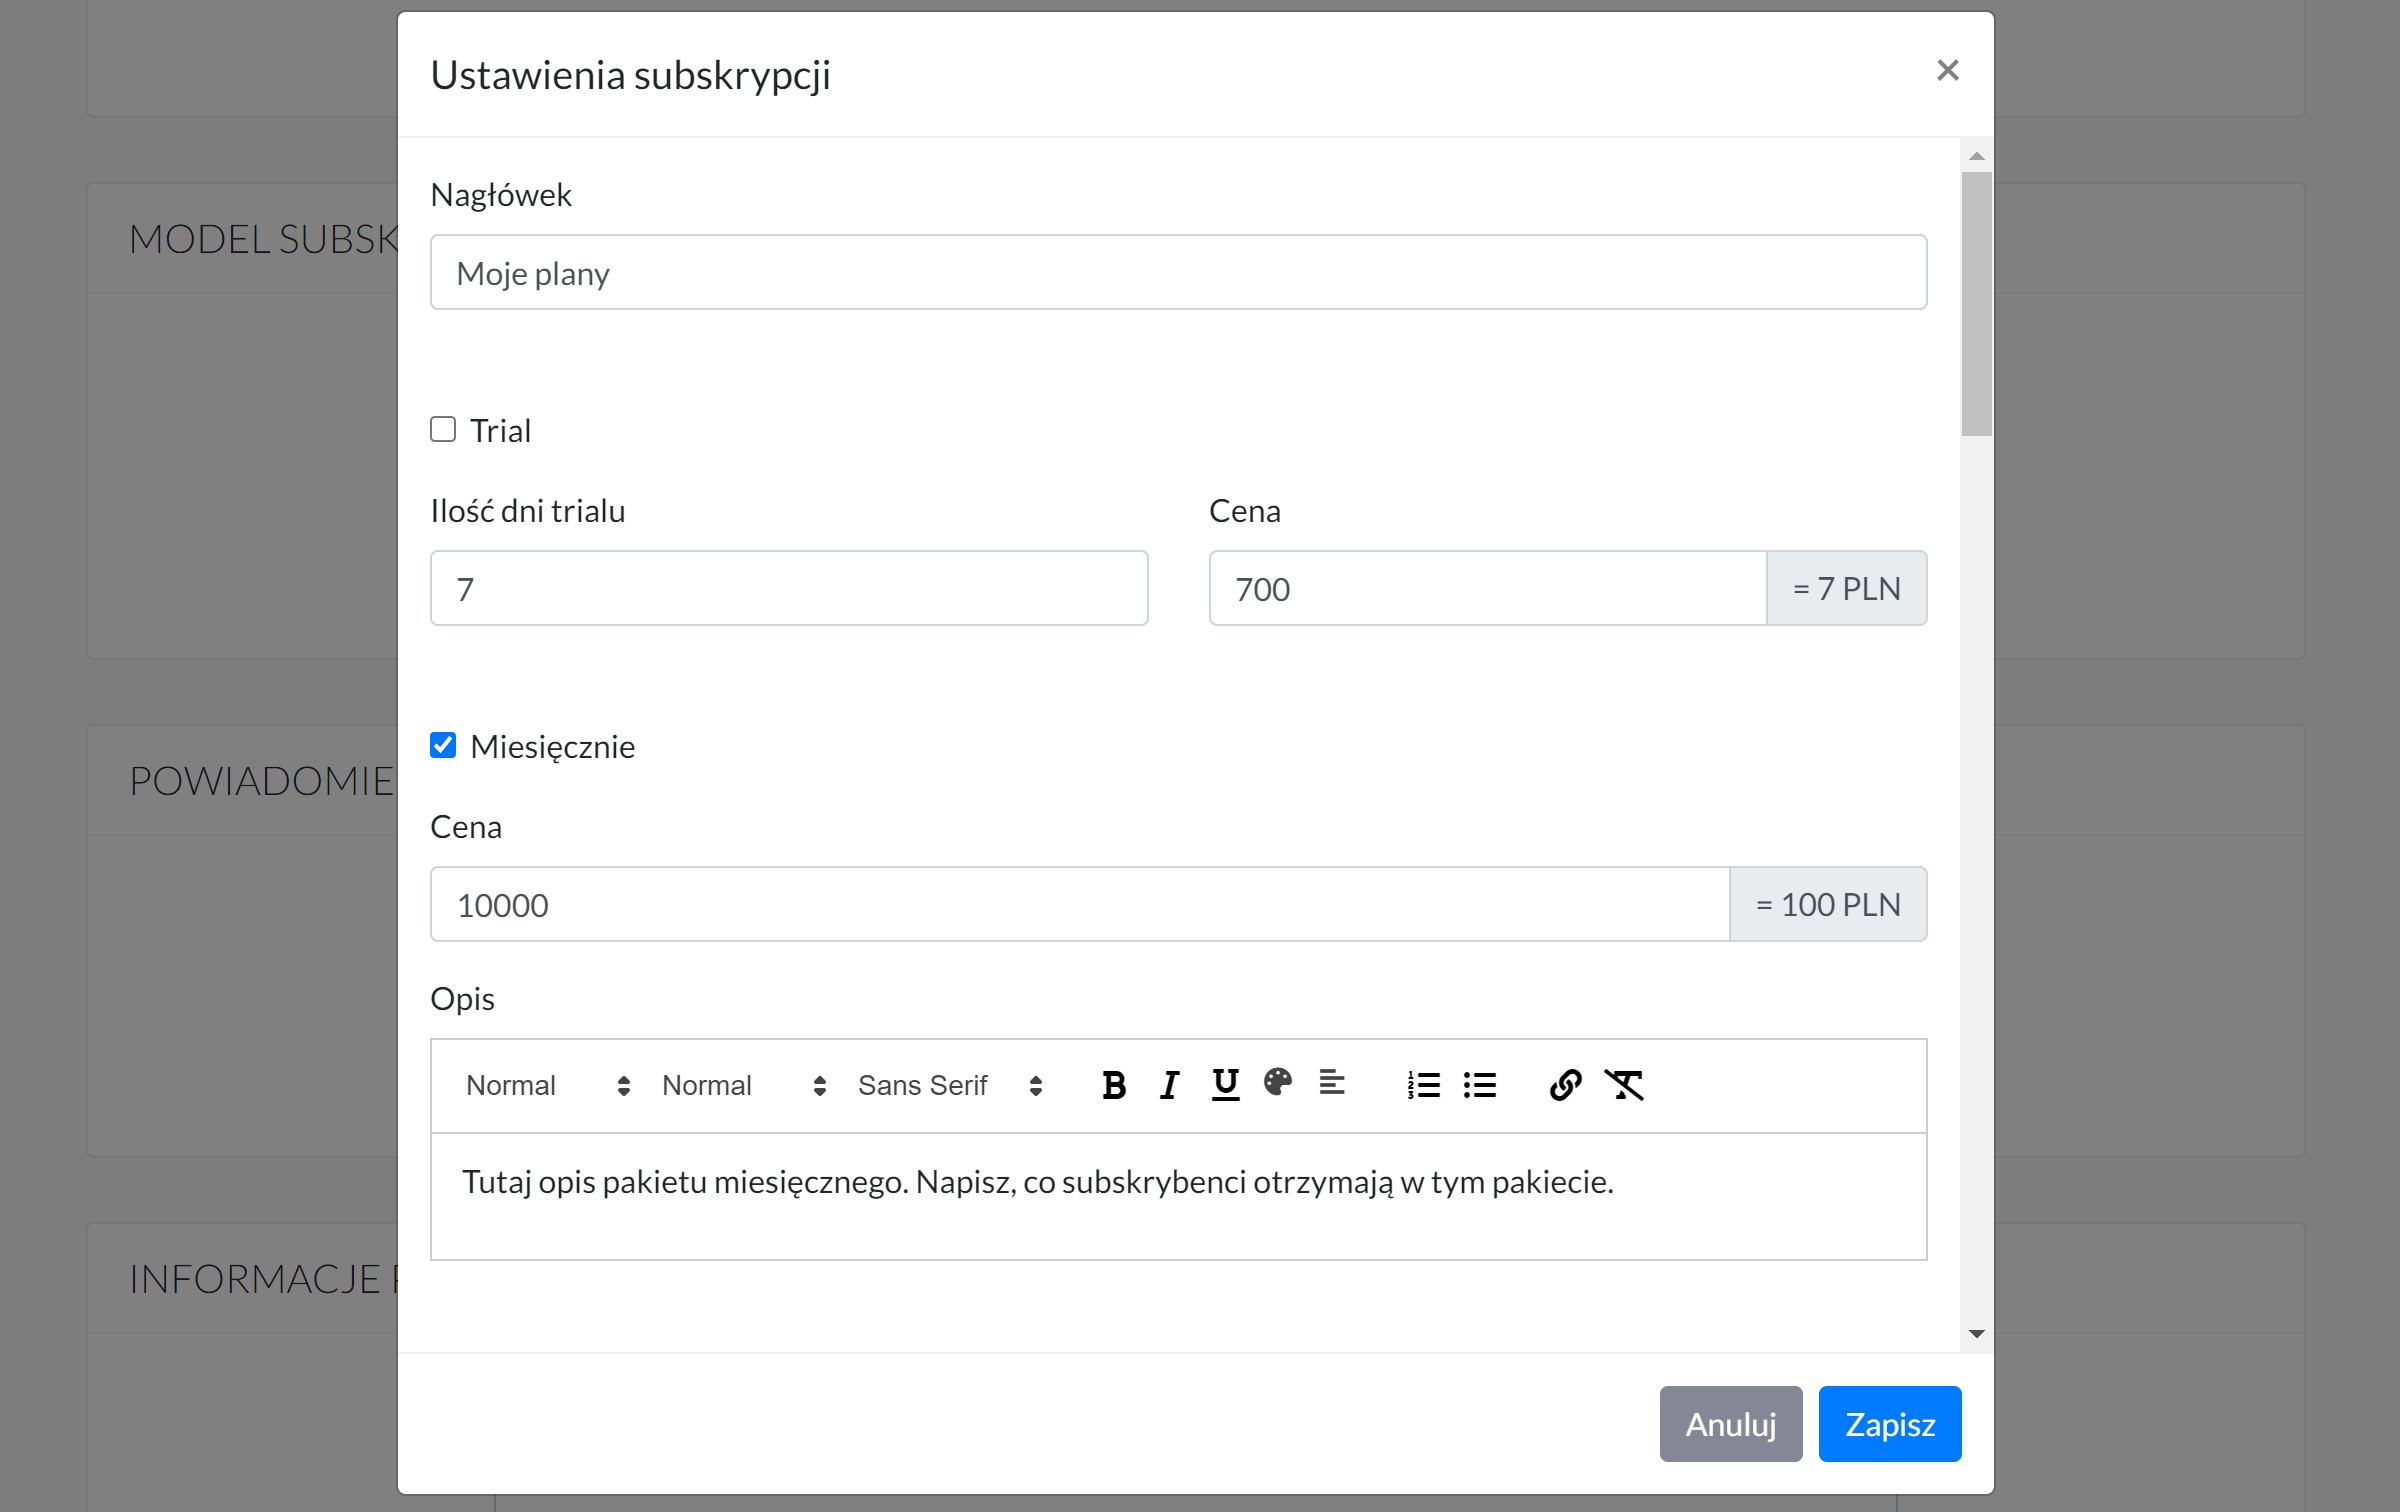 Ustawienia subskrypcji ×
Nagłówek
Moje plany
Trial
Ilość dni trialu Cena
7 700 = 7 PLN
Miesięcznie
Cena
10000 = 100 PLN
Opis
Normal Normal Sans Serif B I U
Tutaj opis pakietu miesięcznego. Napisz, co subskrybenci otrzymają w tym pakiecie.
Anuluj Zapisz
MODEL SUBSK
POWIADOMIE
INFORMACJE